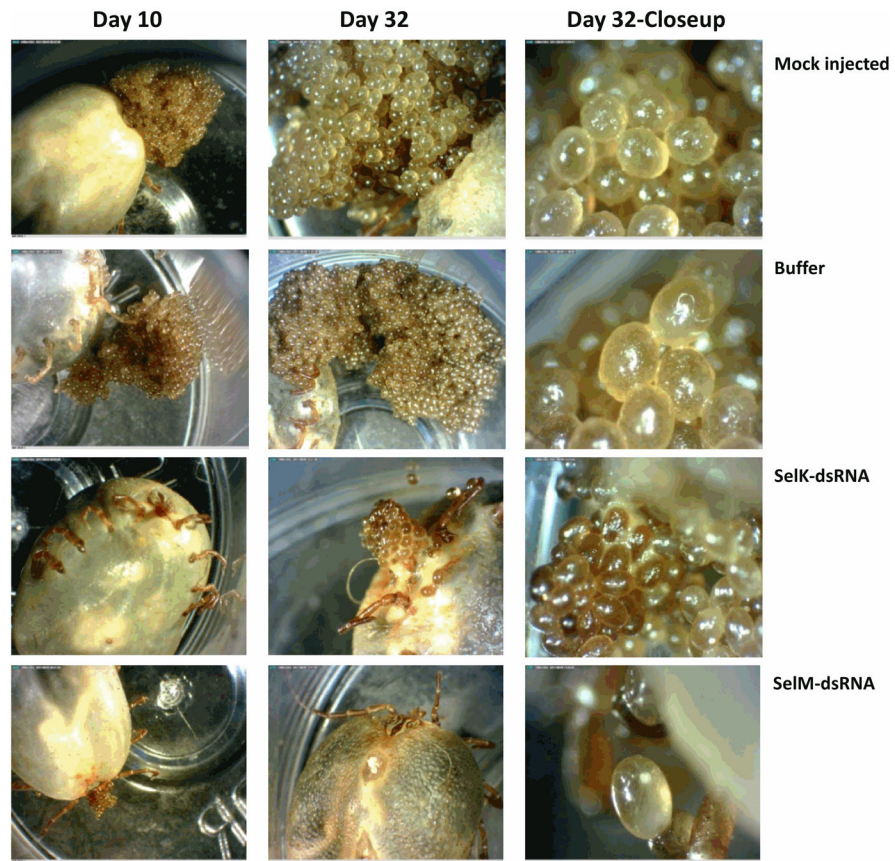 Day 10
Day 32
Day 32-Closeup
Mock injected
Buffer
SelK-dsRNA
SelM-dsRNA